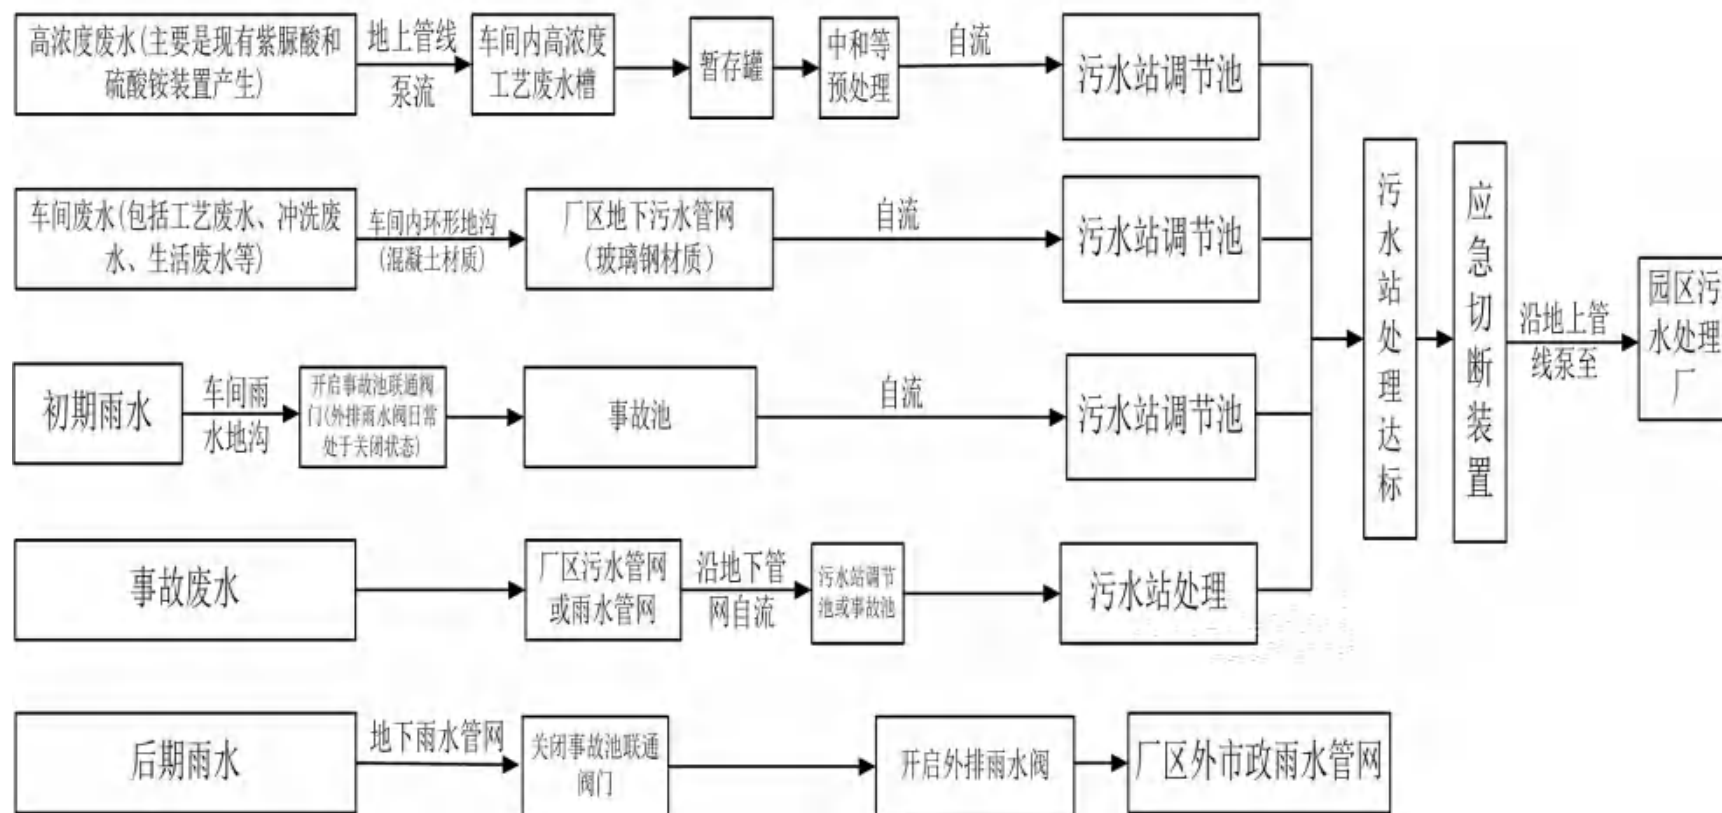 高浓度废水(主要是现有紫脲酸和
硫酸铵装置产生)
地上管线
泵流
车间内高浓度
工艺废水槽
暂存罐
中和等
预处理
自流
污水站调节池
车间废水(包括工艺废水、冲洗废
水、生活废水等)
车间内环形地沟
(混凝土材质)
厂区地下污水管网
(玻璃钢材质)
自流
污水站调节池
初期雨水
车间雨
水地沟
开启事故池联通阀
门(外排雨水阀日常
处于关闭状态)
事故池
自流
污水站调节池
事故废水
厂区污水管网
或雨水管网
沿地下管
网自流
污水站调节
池或事故池
污水站处理
污水站处理达标
应急切断装置
沿地上管
线泵至
园区污
水处理
厂
后期雨水
地下雨水管网
关闭事故池联通
阀门
开启外排雨水阀
厂区外市政雨水管网